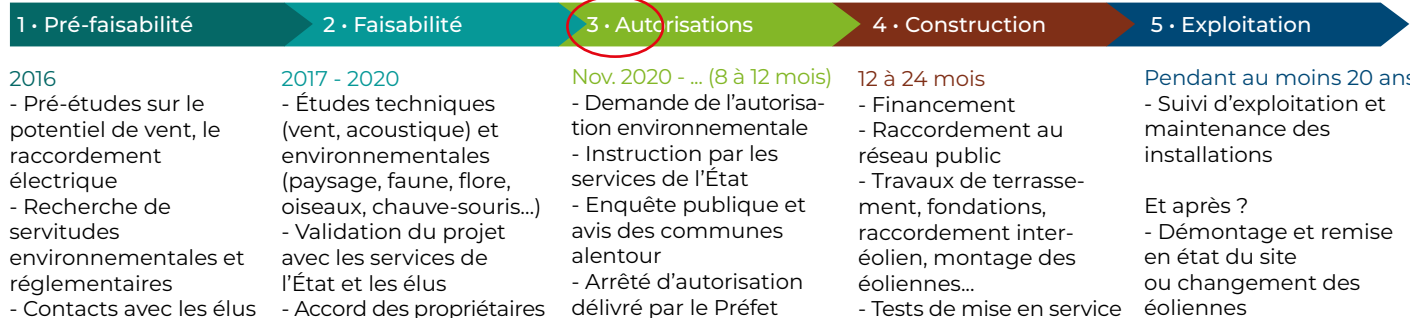 1 • Pré-faisabilité
2016
- Pré-études sur le
potentiel de vent, le
raccordement
électrique
- Recherche de
servitudes
environnementales et
réglementaires
- Contacts avec les élus
2 • Faisabilité
2017 - 2020
- Études techniques
(vent, acoustique) et
environnementales
(paysage, faune, flore,
oiseaux, chauve-souris...)
- Validation du projet
avec les services de
l'État et les élus
- Accord des propriétaires
3 • Autorisations
Nov. 2020 - ... (8 à 12 mois)
- Demande de l'autorisa-
tion environnementale
- Instruction par les
services de l'État
- Enquête publique et
avis des communes
alentour
- Arrêté d'autorisation
délivré par le Préfet
4 • Construction
12 à 24 mois
- Financement
- Raccordement au
réseau public
- Travaux de terrasse-
ment, fondations,
raccordement inter-
éolien, montage des
éoliennes...
- Tests de mise en service
5 • Exploitation
Pendant au moins 20 ans
- Suivi d'exploitation et
maintenance des
installations
Et après ?
- Démontage et remise
en état du site
ou changement des
éoliennes